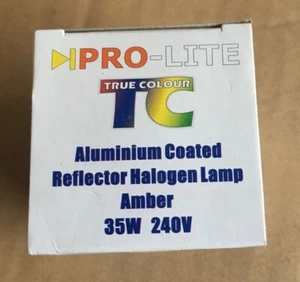 PRO-LITE
TRUE COLOUR
TC
Aluminium Coated
Reflector Halogen Lamp
Amber
35W 240V